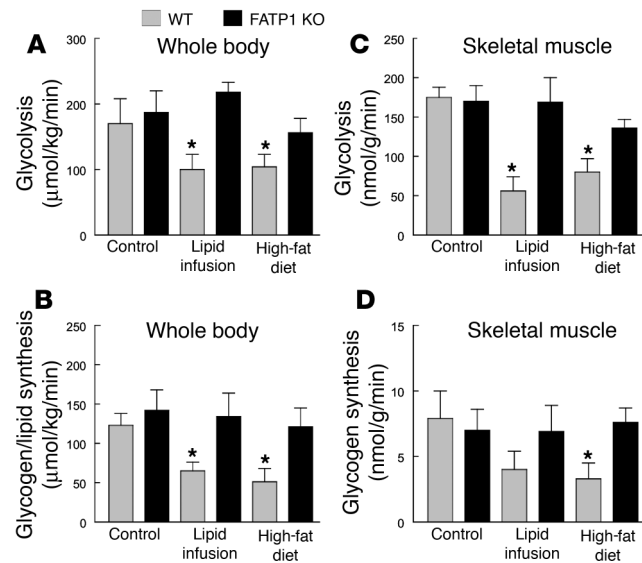 WT FATP1 KO
A Whole body
Glycolysis
(µmol/kg/min)
300
200
100
0
* *
Control Lipid infusion High-fat diet
C Skeletal muscle
Glycolysis
(nmol/g/min)
250
200
150
100
50
0
* *
Control Lipid infusion High-fat diet
B Whole body
Glycogen/lipid synthesis
(µmol/kg/min)
250
200
150
100
50
0
* *
Control Lipid infusion High-fat diet
D Skeletal muscle
Glycogen synthesis
(nmol/g/min)
15
10
5
0
*
Control Lipid infusion High-fat diet